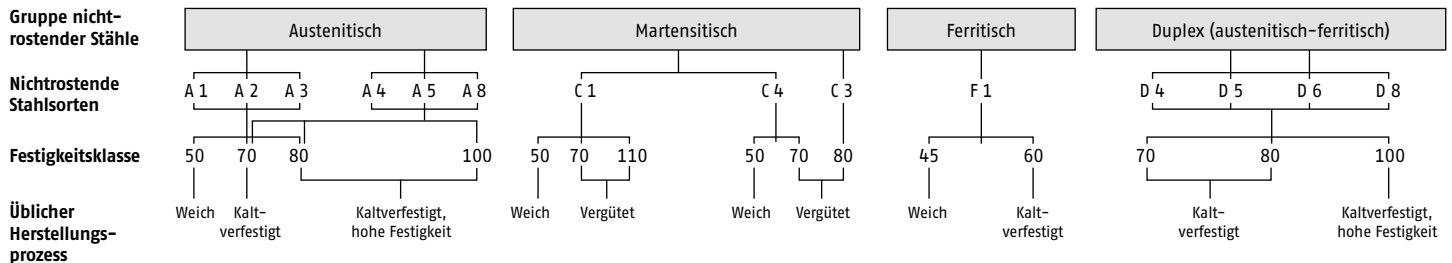 Gruppe nicht-
rostender Stähle
Austenitisch Martensitisch Ferritisch Duplex (austenitisch-ferritisch)
Nichtrostende
Stahlsorten
A 1 A 2 A 3 A 4 A 5 A 8 C 1 C 4 C 3 F 1 D 4 D 5 D 6 D 8
Festigkeitsklasse
50 70 80 100 50 70 110 50 70 80 45 60 70 80 100
Üblicher
Herstellungs-
prozess
Weich Kalt- Kaltverfestigt, Weich Vergütet Weich Vergütet Weich Kalt- Kalt- Kaltverfestigt,
verfestigt hohe Festigkeit verfestigt verfestigt hohe Festigkeit